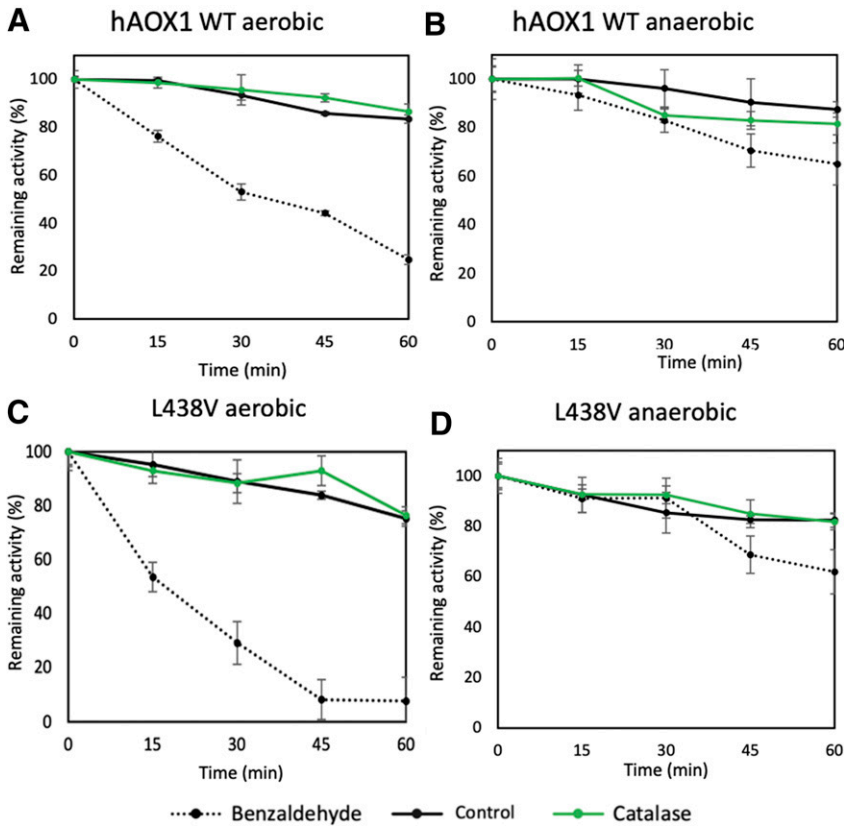 A
hAOX1 WT aerobic
Remaining activity (%)
100
80
60
40
20
0
0 15 30 45 60
Time (min)
B
hAOX1 WT anaerobic
Remaining activity (%)
100
80
60
40
20
0
0 15 30 45 60
Time (min)
C
L438V aerobic
Remaining activity (%)
100
80
60
40
20
0
0 15 30 45 60
Time (min)
D
L438V anaerobic
Remaining activity (%)
100
80
60
40
20
0
0 15 30 45 60
Time (min)
Benzaldehyde Control Catalase